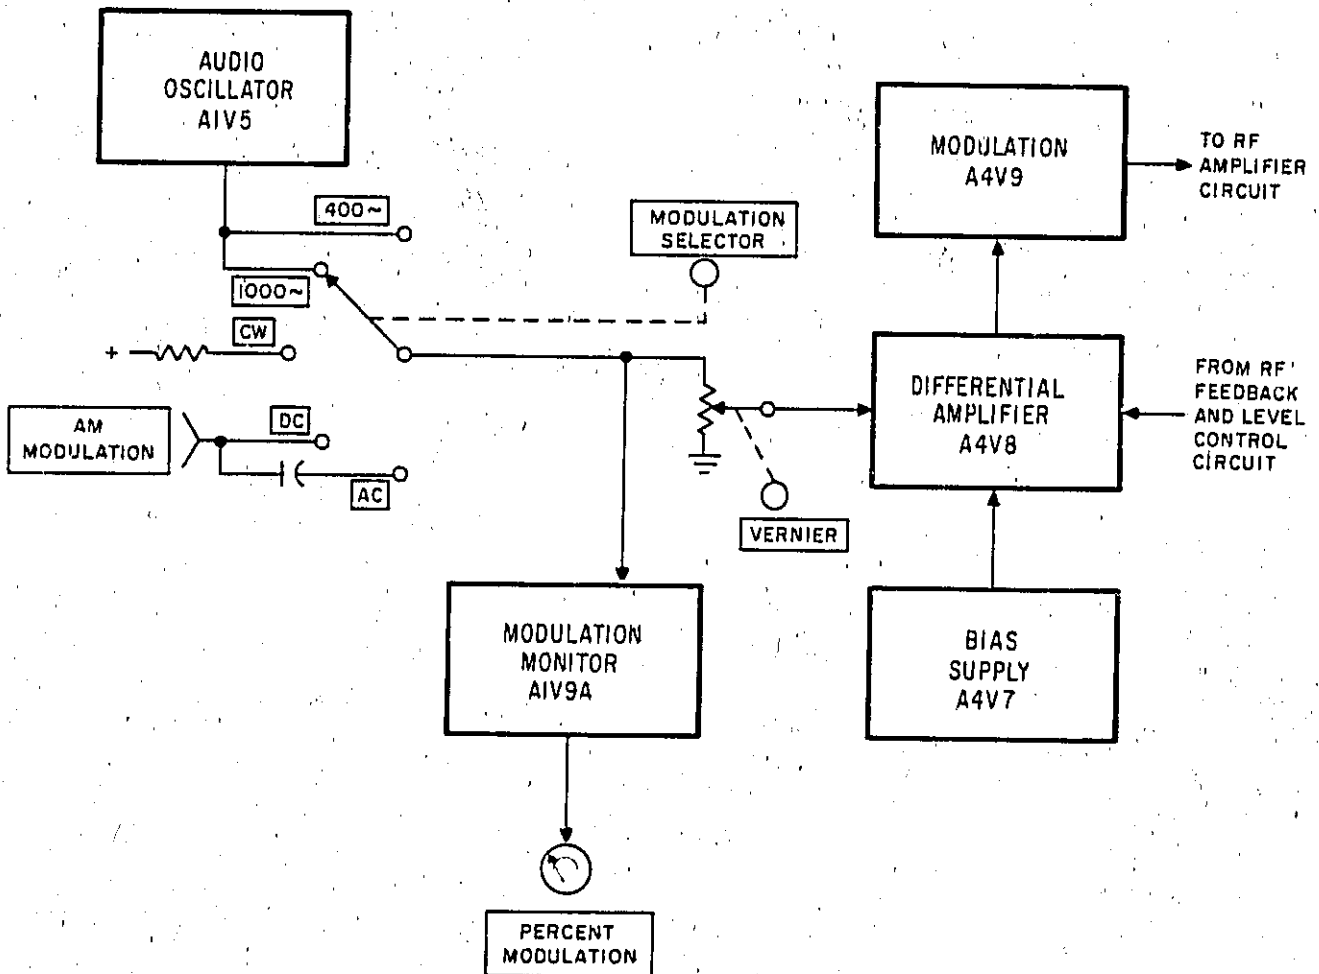 AUDIO
OSCILLATOR
A1V5
400~
1000~
CW
+
AM
MODULATION
DC
AC
MODULATION
SELECTOR
VERNIER
MODULATION
MONITOR
A1V9A
PERCENT
MODULATION
MODULATION
A4V9
TO RF
AMPLIFIER
CIRCUIT
DIFFERENTIAL
AMPLIFIER
A4V8
FROM RF
FEEDBACK
AND LEVEL
CONTROL
CIRCUIT
BIAS
SUPPLY
A4V7